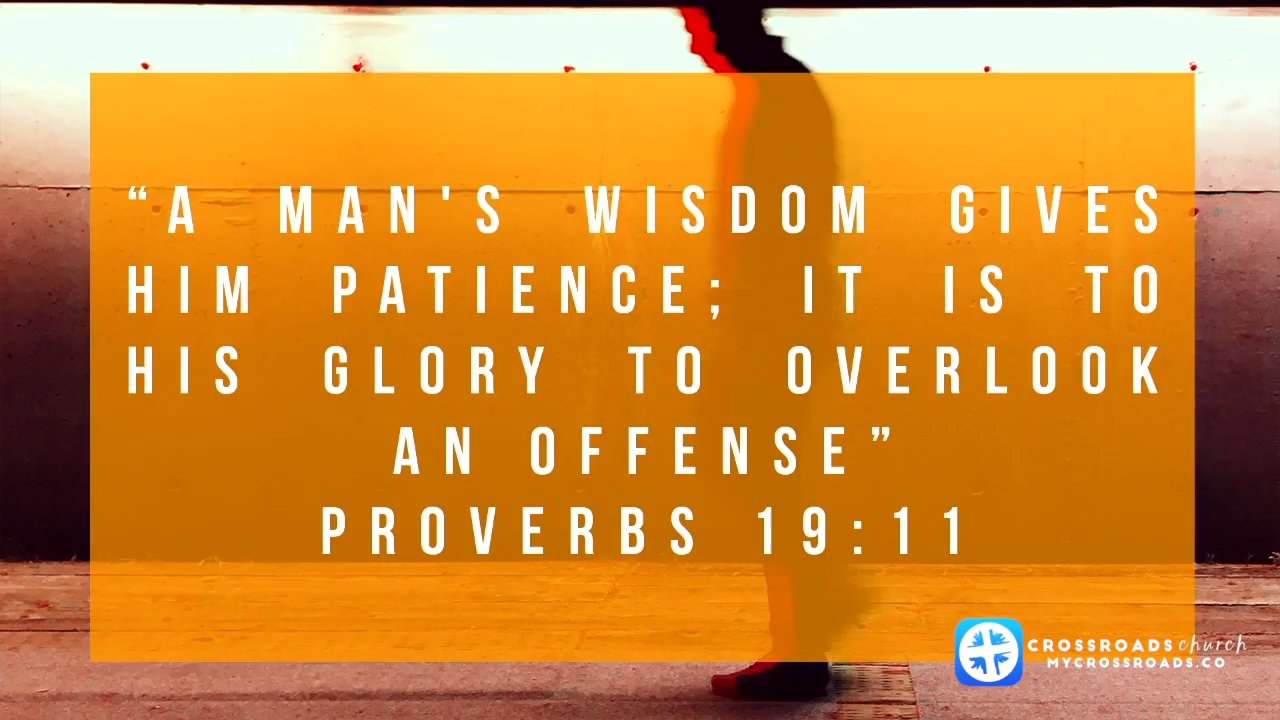 “A MAN'S WISDOM GIVES
HIM PATIENCE; IT IS TO
HIS GLORY TO OVERLOOK
AN OFFENSE”
PROVERBS 19:11
CROSSROADS church
MYCROSSROADS.CO